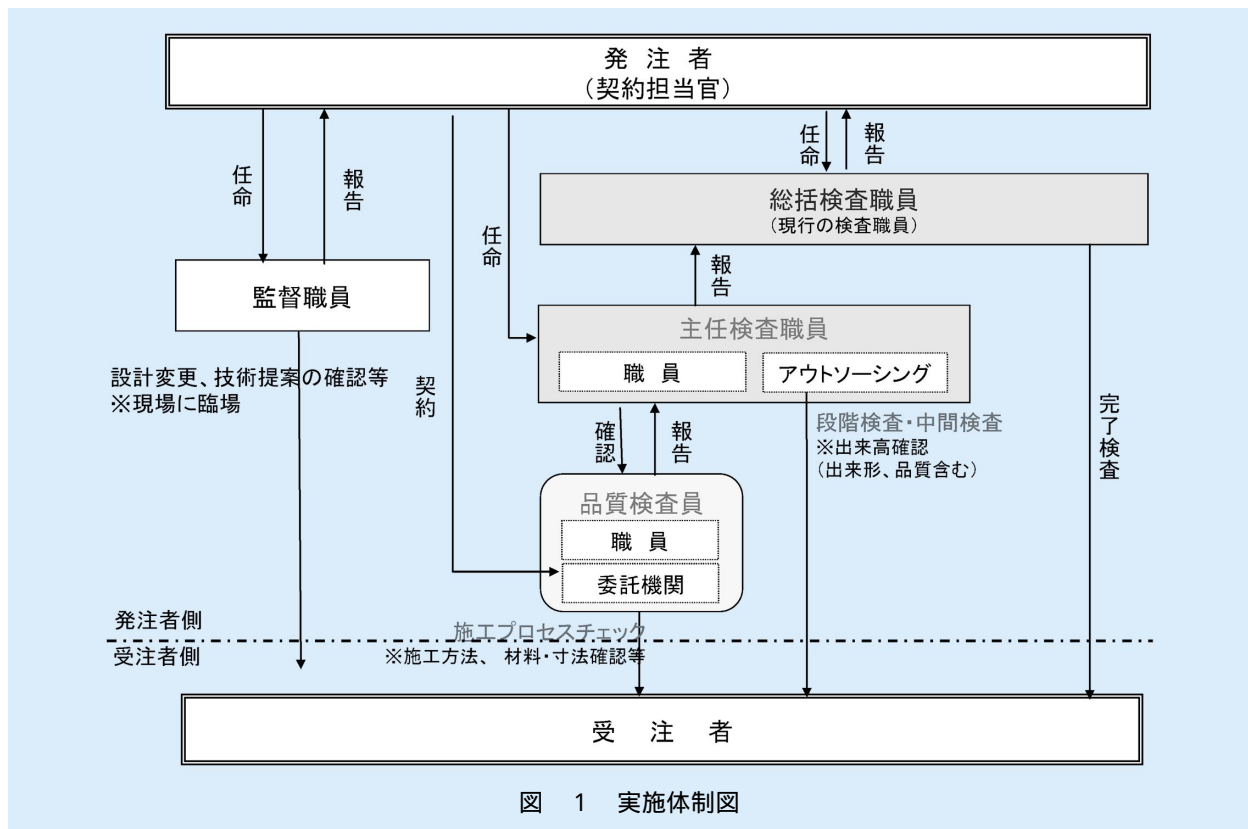 発 注 者
（契約担当官）
任命
報告
任命
報告
任命
総括検査職員
（現行の検査職員）
報告
監督職員
主任検査職員
職 員
アウトソーシング
設計変更、技術提案の確認等
※現場に臨場
契約
確認
報告
段階検査・中間検査
※出来高確認
（出来形、品質含む）
完了検査
品質検査員
職 員
委託機関
発注者側
施工プロセスチェック
受注者側
※施工方法、材料・寸法確認等
受 注 者
図 1 実施体制図